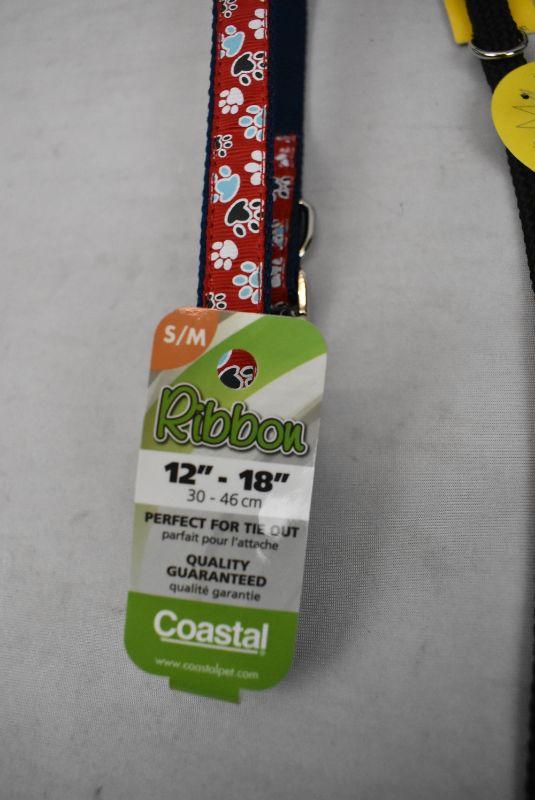 S/M
Ribbon
12" - 18"
30 - 46 cm
PERFECT FOR TIE OUT
parfait pour l'attache
QUALITY
GUARANTEED
qualité garantie
Coastal
www.coastalpet.com